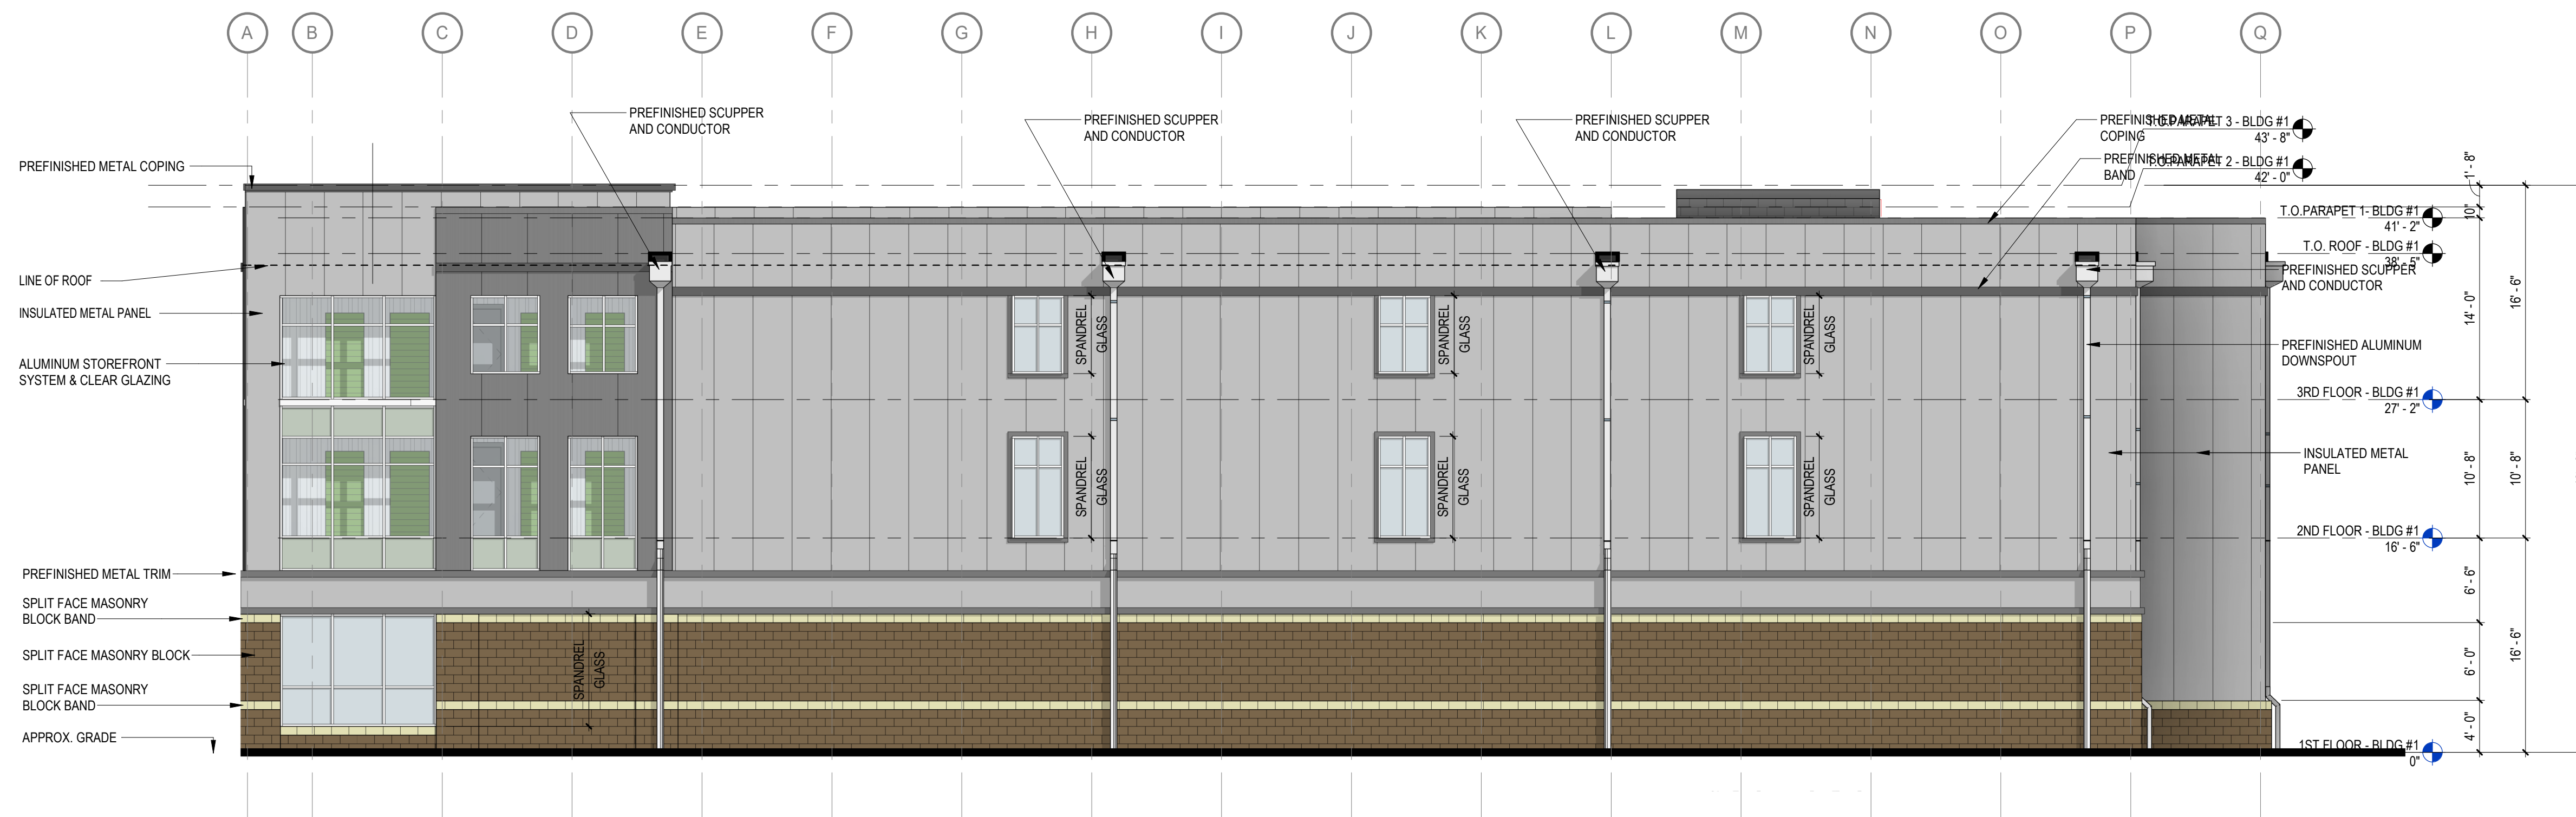 A B C D E F G H I J K L M N O P Q
PREFINISHED SCUPPER
AND CONDUCTOR
PREFINISHED SCUPPER
AND CONDUCTOR
PREFINISHED SCUPPER
AND CONDUCTOR
PREFINISHED METAL
COPING
T.O.PARAPET 3 - BLDG #1
43' - 8"
PREFINISHED METAL
BAND
T.O.PARAPET 2 - BLDG #1
42' - 0"
PREFINISHED METAL COPING
LINE OF ROOF
INSULATED METAL PANEL
ALUMINUM STOREFRONT
SYSTEM & CLEAR GLAZING
PREFINISHED METAL TRIM
SPLIT FACE MASONRY
BLOCK BAND
SPLIT FACE MASONRY BLOCK
SPLIT FACE MASONRY
BLOCK BAND
APPROX. GRADE
SPANDREL
GLASS
SPANDREL
GLASS
SPANDREL
GLASS
SPANDREL
GLASS
SPANDREL
GLASS
SPANDREL
GLASS
SPANDREL
GLASS
T.O.PARAPET 1- BLDG #1
41' - 2"
T.O. ROOF - BLDG #1
38' - 5"
PREFINISHED SCUPPER
AND CONDUCTOR
PREFINISHED ALUMINUM
DOWNSPOUT
3RD FLOOR - BLDG #1
27' - 2"
INSULATED METAL
PANEL
2ND FLOOR - BLDG #1
16' - 6"
1ST FLOOR - BLDG #1
0"
1' - 8"
10"
14' - 0"
10' - 8"
6' - 6"
6' - 0"
4' - 0"
16' - 6"
10' - 8"
16' - 6"